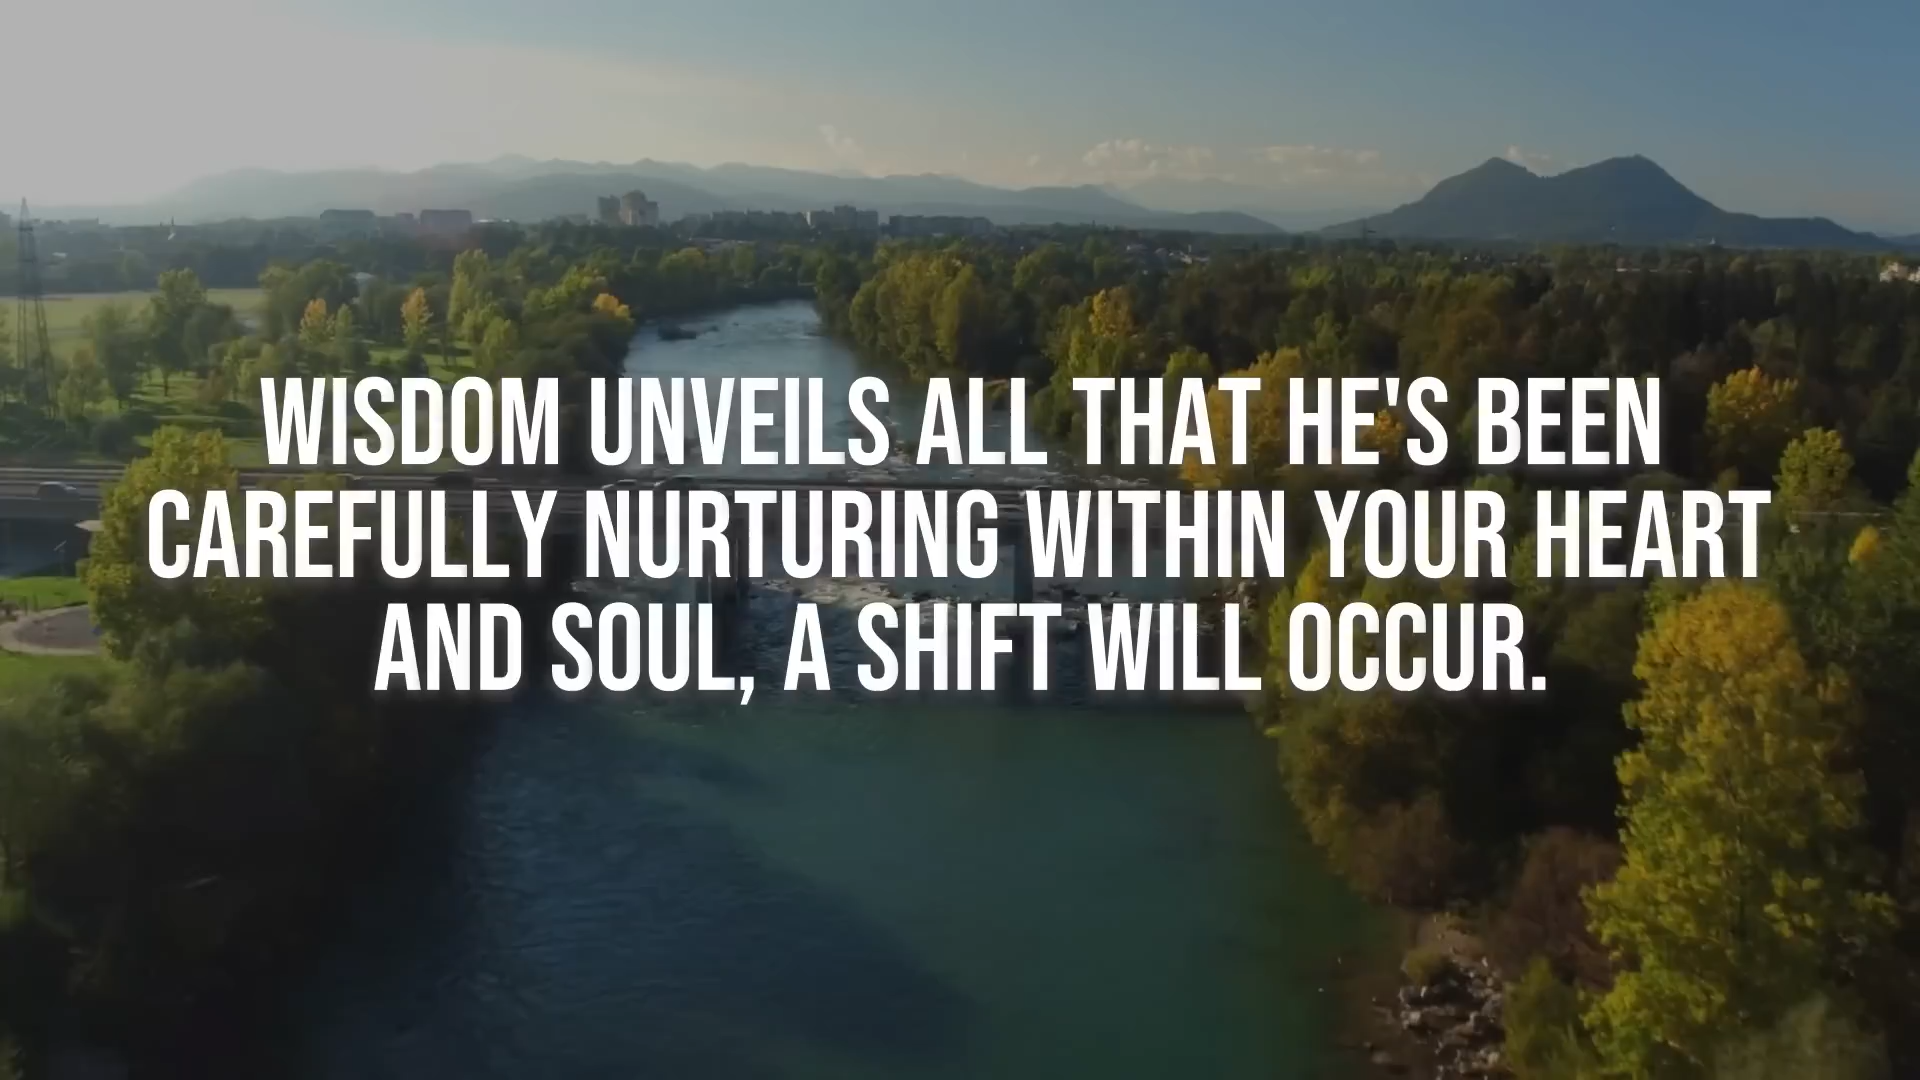 WISDOM UNVEILS ALL THAT HE'S BEEN
CAREFULLY NURTURING WITHIN YOUR HEART
AND SOUL, A SHIFT WILL OCCUR.